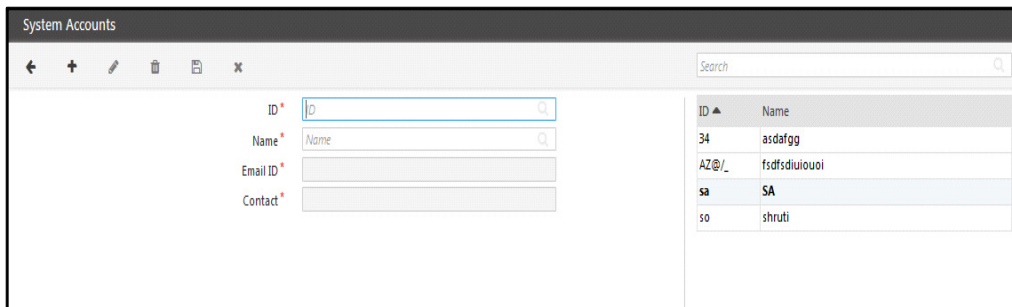 System Accounts
Search
ID* ID
Name* Name
Email ID*
Contact*
ID Name
34 asdafgg
AZ@/_ fsdfsdiuiouoi
sa SA
so shruti